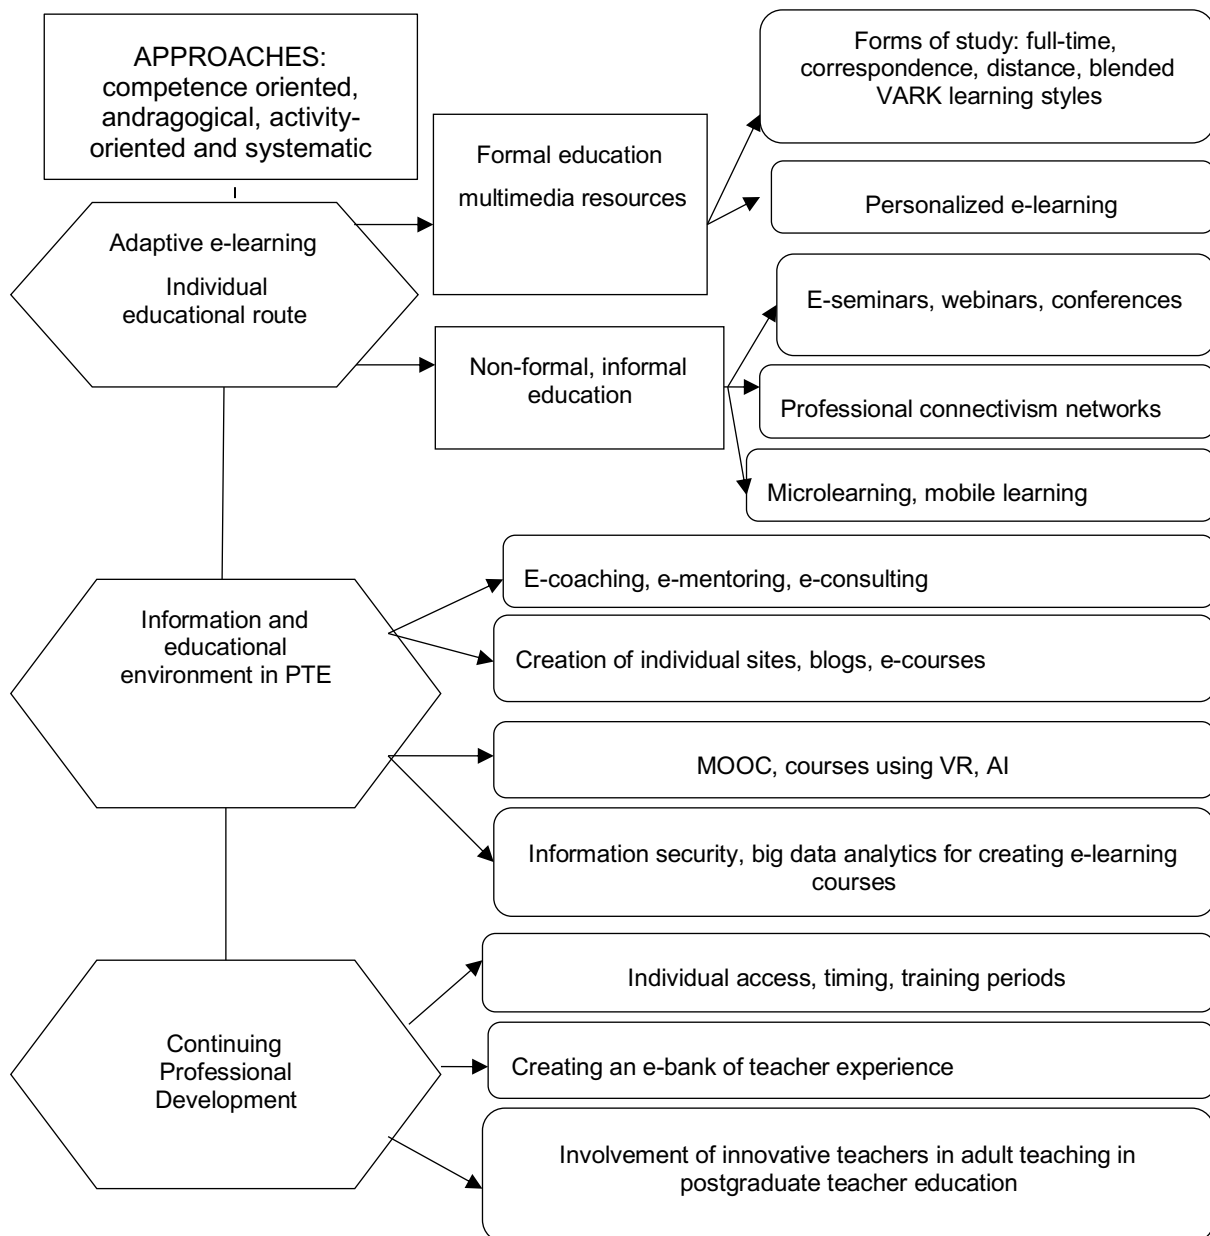 APPROACHES:
competence oriented,
andragogical, activity-
oriented and systematic
Forms of study: full-time,
correspondence, distance, blended
VARK learning styles
Formal education
multimedia resources
Personalized e-learning
Adaptive e-learning
Individual
educational route
E-seminars, webinars, conferences
Non-formal, informal
education
Professional connectivism networks
Microlearning, mobile learning
E-coaching, e-mentoring, e-consulting
Information and
educational
environment in PTE
Creation of individual sites, blogs, e-courses
MOOC, courses using VR, AI
Information security, big data analytics for creating e-learning
courses
Individual access, timing, training periods
Continuing
Professional
Development
Creating an e-bank of teacher experience
Involvement of innovative teachers in adult teaching in
postgraduate teacher education